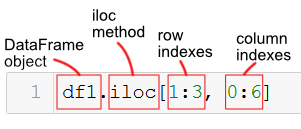 DataFrame object
iloc method
row indexes
column indexes
1 df1.iloc[1:3, 0:6]